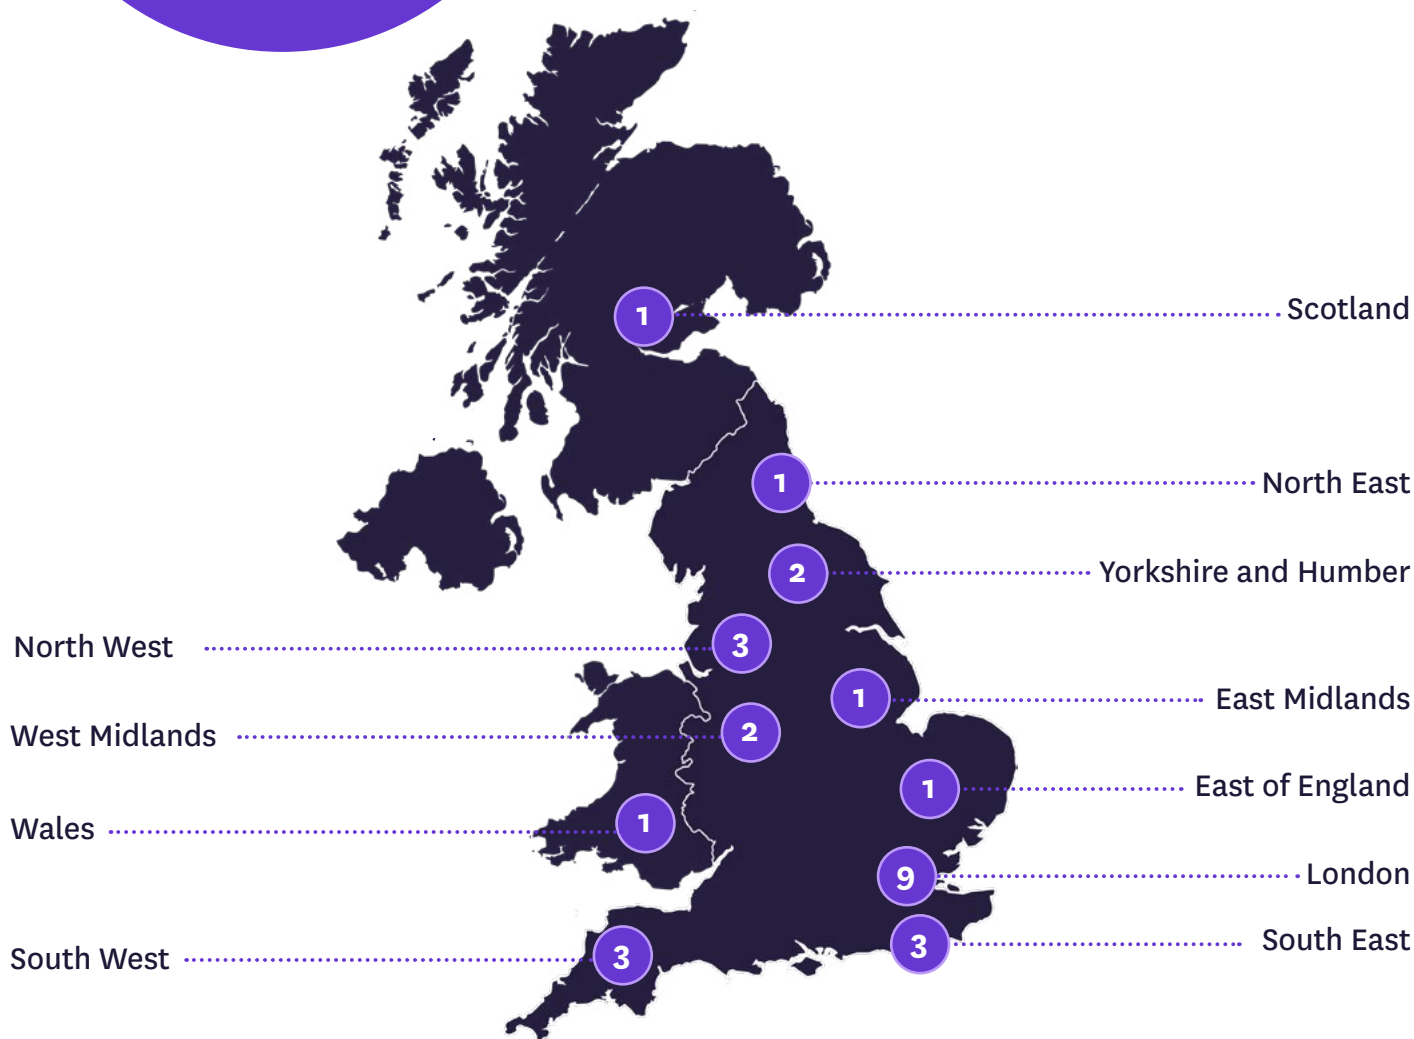 1
Scotland
1
North East
2
Yorkshire and Humber
North West
3
1
East Midlands
West Midlands
2
1
East of England
Wales
1
9
London
3
South East
South West
3